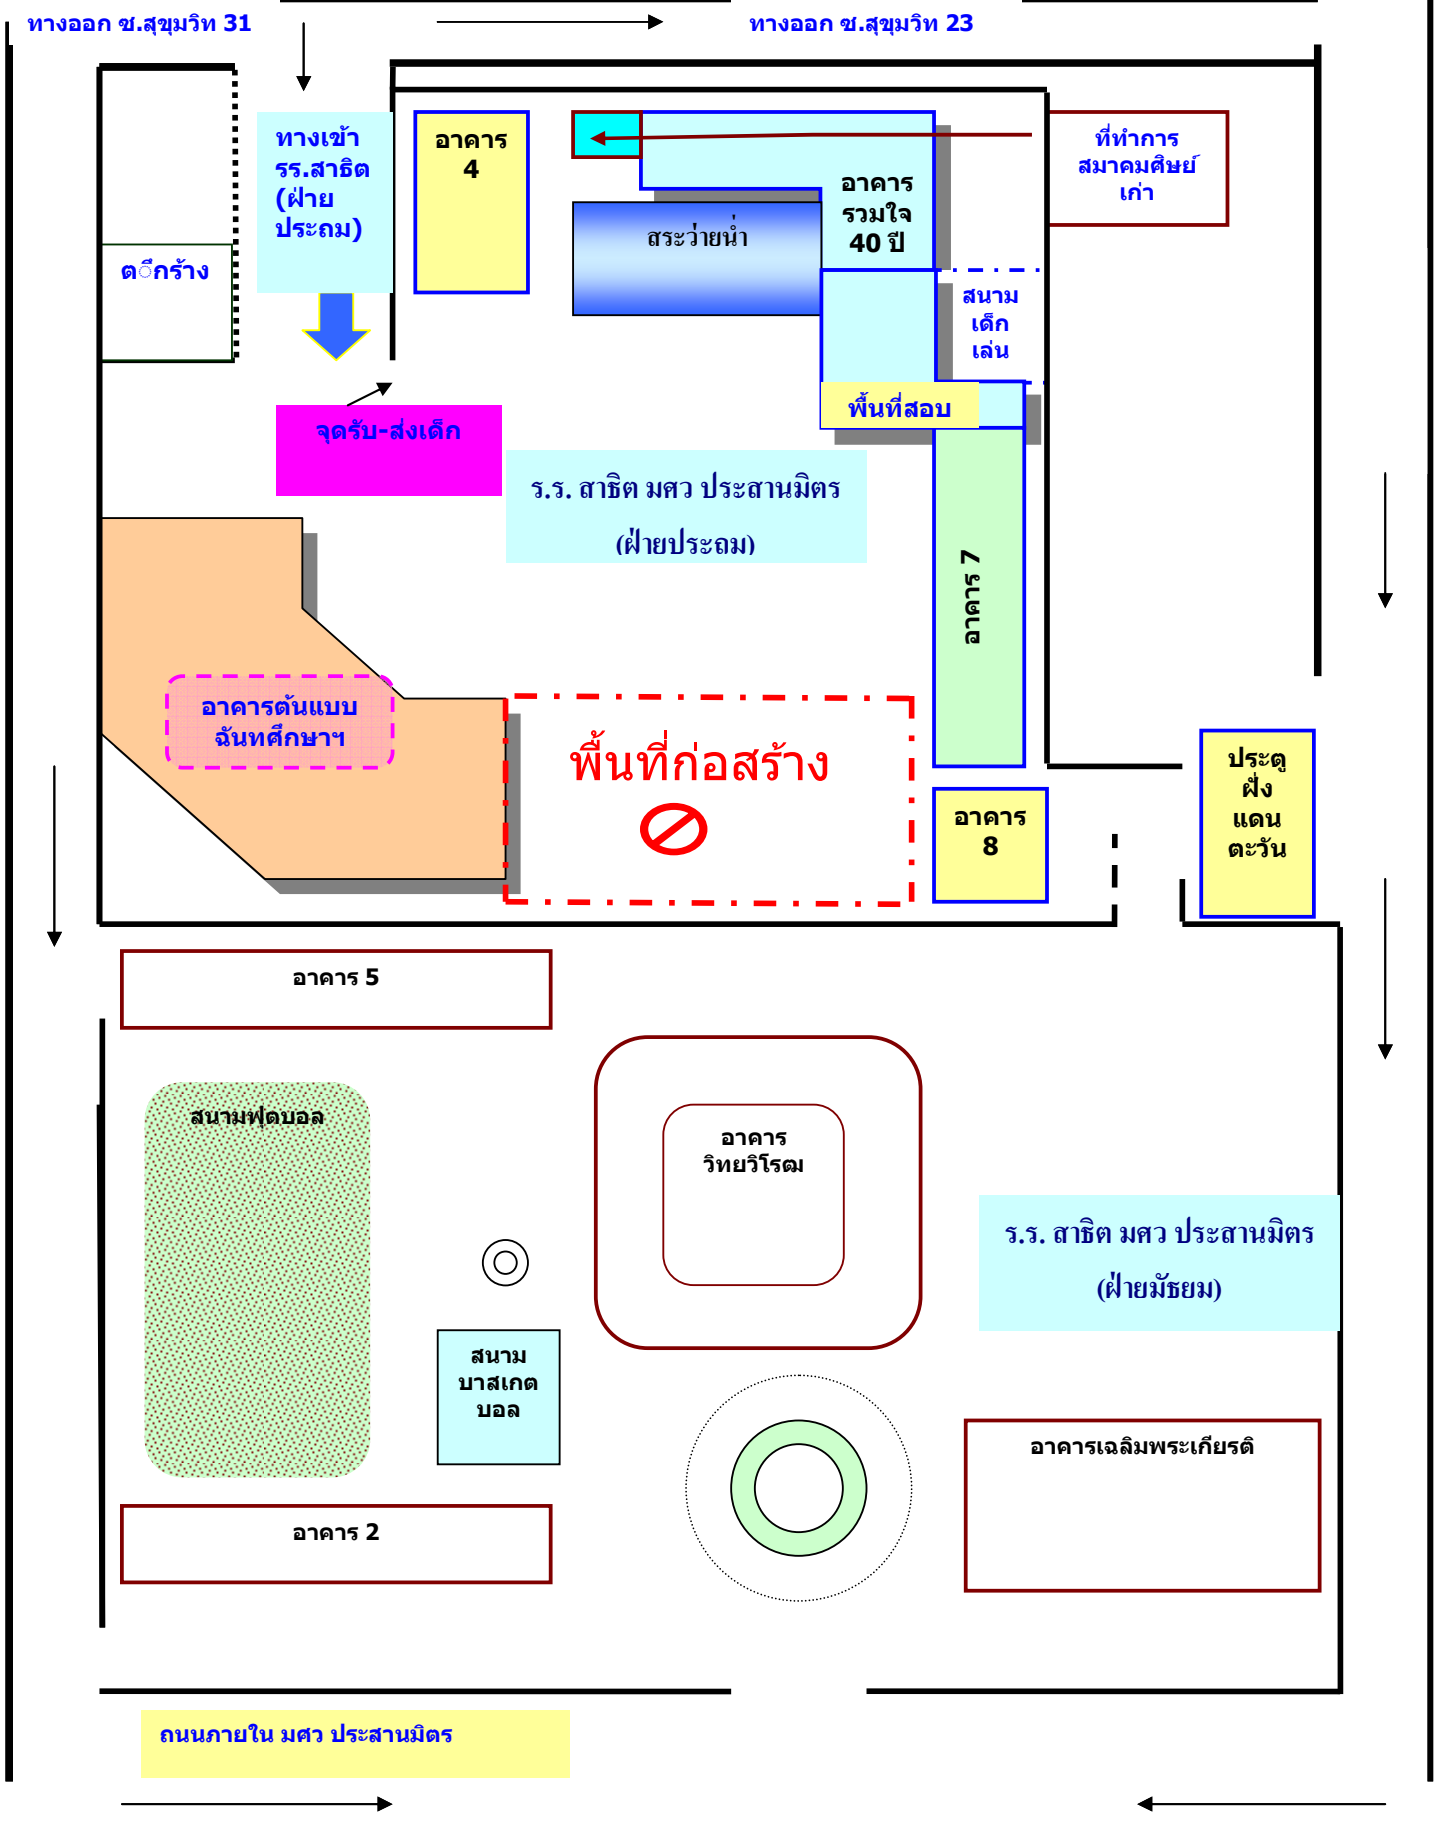 ทางออก ซ.สุขุมวิท 31
ทางออก ซ.สุขุมวิท 23
ทางเข้า
รร.สาธิต
(ฝ่าย
ประถม)
อาคาร
4
อาคาร
รวมใจ
40 ปี
ที่ทำการ
สมาคมศิษย์
เก่า
สระว่ายน้ำ
ตึกร้าง
สนาม
เด็ก
เล่น
พื้นที่สอบ
จุดรับ-ส่งเด็ก
ร.ร. สาธิต มศว ประสานมิตร
(ฝ่ายประถม)
อาคาร 7
อาคารต้นแบบ
ฉันทศึกษาฯ
พื้นที่ก่อสร้าง
อาคาร
8
ประตู
ฝั่ง
แดน
ตะวัน
อาคาร 5
สนามฟุตบอล
อาคาร
วิทยวิโรฒ
ร.ร. สาธิต มศว ประสานมิตร
(ฝ่ายมัธยม)
สนาม
บาสเกต
บอล
อาคารเฉลิมพระเกียรติ
อาคาร 2
ถนนภายใน มศว ประสานมิตร